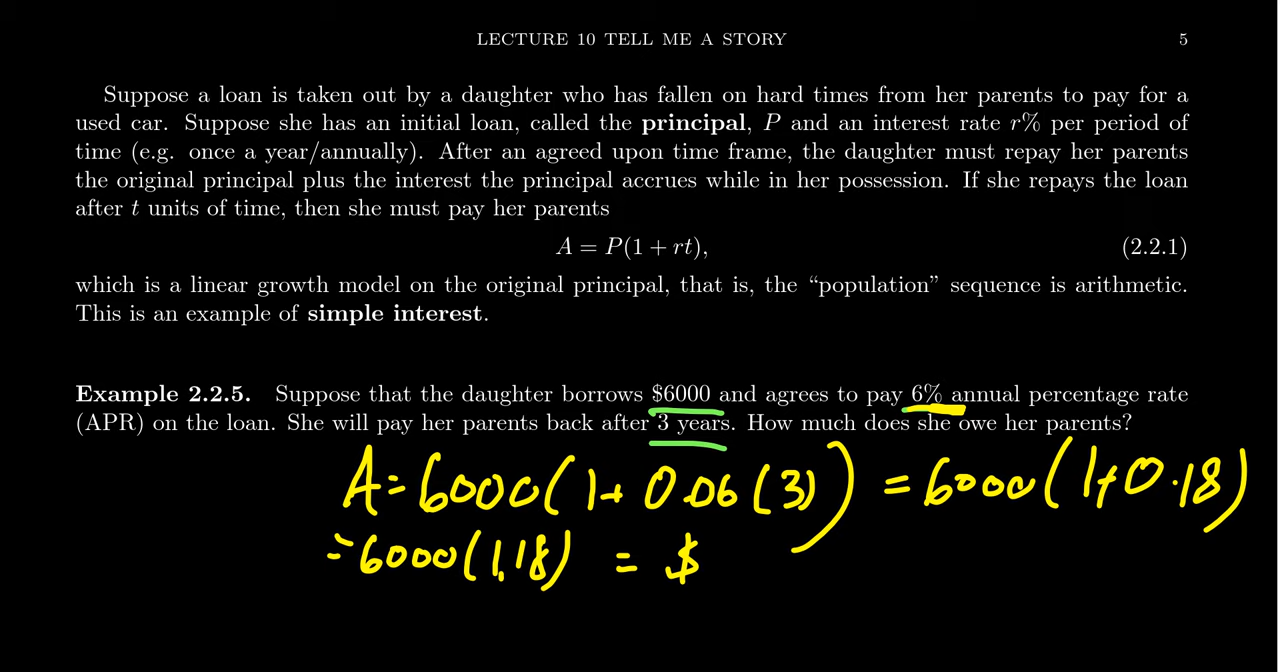 LECTURE 10 TELL ME A STORY 5
Suppose a loan is taken out by a daughter who has fallen on hard times from her parents to pay for a
used car. Suppose she has an initial loan, called the principal, P and an interest rate r% per period of
time (e.g. once a year/annually). After an agreed upon time frame, the daughter must repay her parents
the original principal plus the interest the principal accrues while in her possession. If she repays the loan
after t units of time, then she must pay her parents
A = P(1 + rt), (2.2.1)
which is a linear growth model on the original principal, that is, the “population” sequence is arithmetic.
This is an example of simple interest.
Example 2.2.5. Suppose that the daughter borrows $6000 and agrees to pay 6% annual percentage rate
(APR) on the loan. She will pay her parents back after 3 years. How much does she owe her parents?
A = 6000(1 + 0.06(3)) = 6000(1 + 0.18)
= 6000(1.18) = $